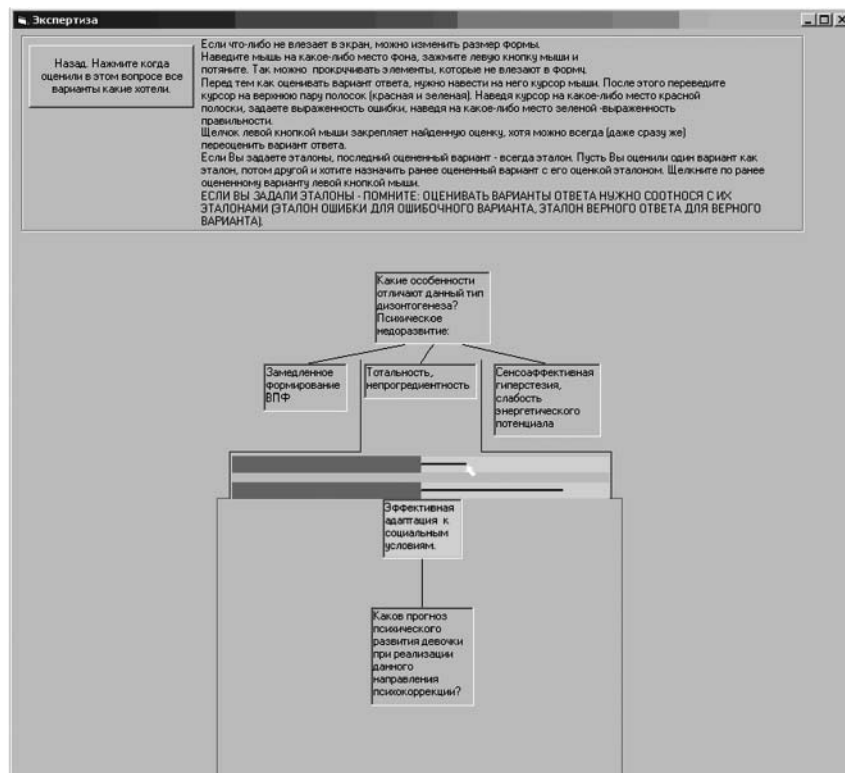 Экспертиза
Назад. Нажмите когда
оценили в этом вопросе все
варианты какие хотели.
Если что-либо не влезает в экран, можно изменить размер формы.
Наведите мышь на какое-либо место фона, зажмите левую кнопку мыши и
потяните. Так можно прокручивать элементы, которые не влезают в форму.
Перед тем как оценивать вариант ответа, нужно навести на него курсор мыши. После этого переведите
курсор на верхнюю пару полосок (красная и зеленая). Наведя курсор на какое-либо место красной
полоски, задаете выраженность ошибки, наведя на какое-либо место зеленой -выраженность
правильности.
Щелчок левой кнопкой мыши закрепляет найденную оценку, хотя можно всегда (даже сразу же)
переоценить вариант ответа.
Если Вы задаете эталоны, последний оцененный вариант - всегда эталон. Пусть Вы оценили один вариант как
эталон, потом другой и хотите назначить ранее оцененный вариант с его оценкой эталоном. Щелкните по ранее
оцененному варианту левой кнопкой мыши.
ЕСЛИ ВЫ ЗАДАЛИ ЭТАЛОНЫ - ПОМНИТЕ: ОЦЕНИВАТЬ ВАРИАНТЫ ОТВЕТА НУЖНО СООТНОСЯ С ИХ
ЭТАЛОНАМИ (ЭТАЛОН ОШИБКИ ДЛЯ ОШИБОЧНОГО ВАРИАНТА, ЭТАЛОН ВЕРНОГО ОТВЕТА ДЛЯ ВЕРНОГО
ВАРИАНТА).
Какие особенности
отличают данный тип
дизонтогенеза?
Психическое
недоразвитие:
Замедленное
формирование
ВПФ
Тотальность,
непрогредиентность
Сенсоаффективная
гиперстезия,
слабость
энергетического
потенциала
Эффективная
адаптация к
социальным
условиям.
Каков прогноз
психического
развития девочки
при реализации
данного
направления
психокоррекции?